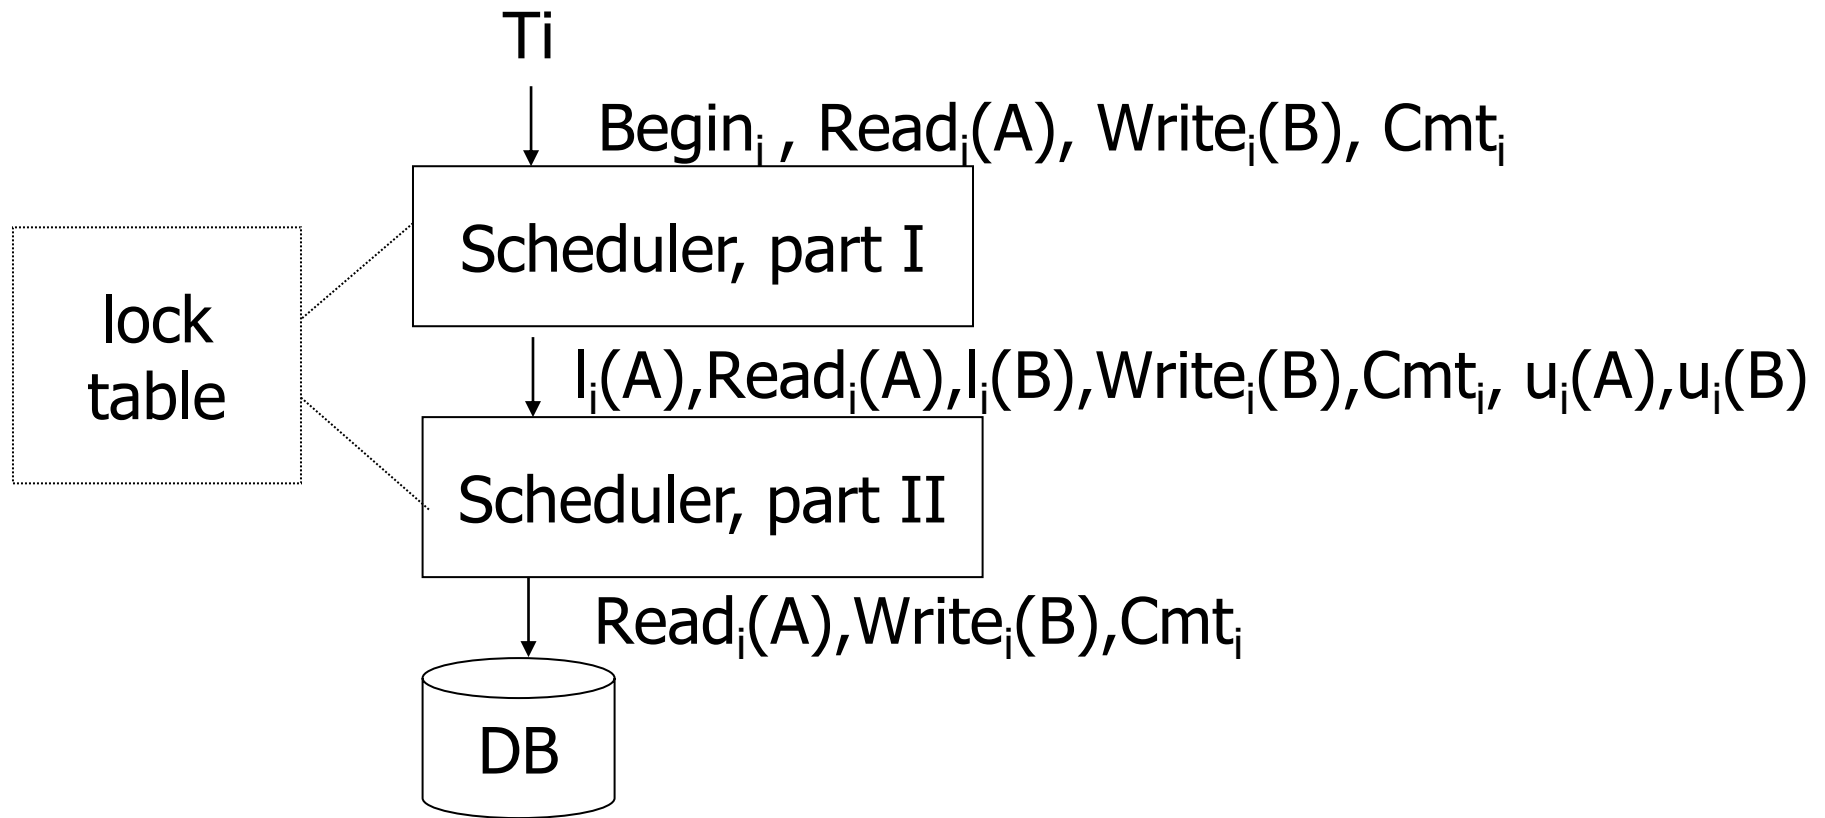 Ti
Beginᵢ , Readᵢ(A), Writeᵢ(B), Cmtᵢ
Scheduler, part I
lock
table
lᵢ(A),Readᵢ(A),lᵢ(B),Writeᵢ(B),Cmtᵢ, uᵢ(A),uᵢ(B)
Scheduler, part II
Readᵢ(A),Writeᵢ(B),Cmtᵢ
DB